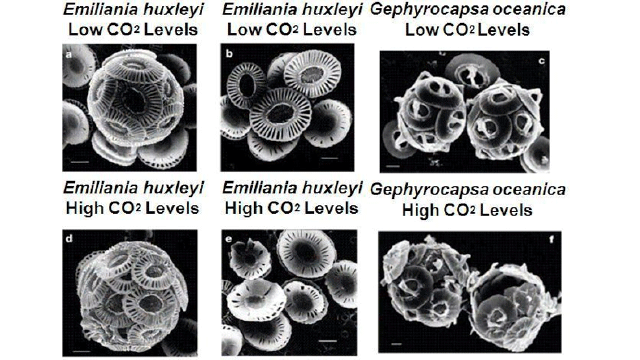 Emiliania huxleyi
Low CO2 Levels
Emiliania huxleyi
Low CO2 Levels
Gephyrocapsa oceanica
Low CO2 Levels
a
b
c
Emiliania huxleyi
High CO2 Levels
Emiliania huxleyi
High CO2 Levels
Gephyrocapsa oceanica
High CO2 Levels
d
e
f